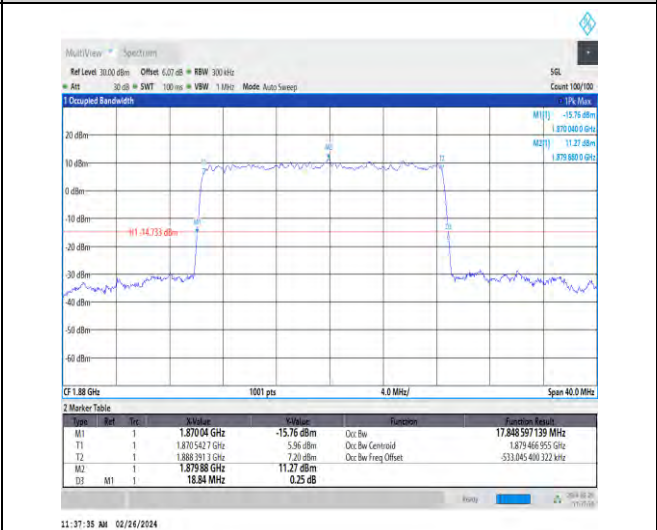 MultiView Spectrum
Ref Level 30.00 dBm Offset 6.07 dB RBW 300 kHz SGL
Att 30 dB SWT 100 ms VBW 1 MHz Mode Auto Sweep Count 100/100
1 Occupied Bandwidth 1Pk Max
M1[1] -15.76 dBm
1.870 040 0 GHz
M2[1] 11.27 dBm
1.879 880 0 GHz
20 dBm
M2
10 dBm
0 dBm
-10 dBm
M1
H1 -14.733 dBm
-20 dBm
-30 dBm
-40 dBm
-50 dBm
-60 dBm
CF 1.88 GHz 1001 pts 4.0 MHz/ Span 40.0 MHz
2 Marker Table
Type Ref Trc X-Value Y-Value Function Function Result
M1 1 1.87004 GHz -15.76 dBm Occ Bw 17.848 597 139 MHz
T1 1 1.870 542 7 GHz 5.96 dBm Occ Bw Centroid 1.879 466 955 GHz
T2 1 1.888 391 3 GHz 7.20 dBm Occ Bw Freq Offset -533.045 400 322 kHz
M2 1 1.87988 GHz 11.27 dBm
D3 M1 1 18.84 MHz 0.25 dB
11:37:35 AM 02/26/2024